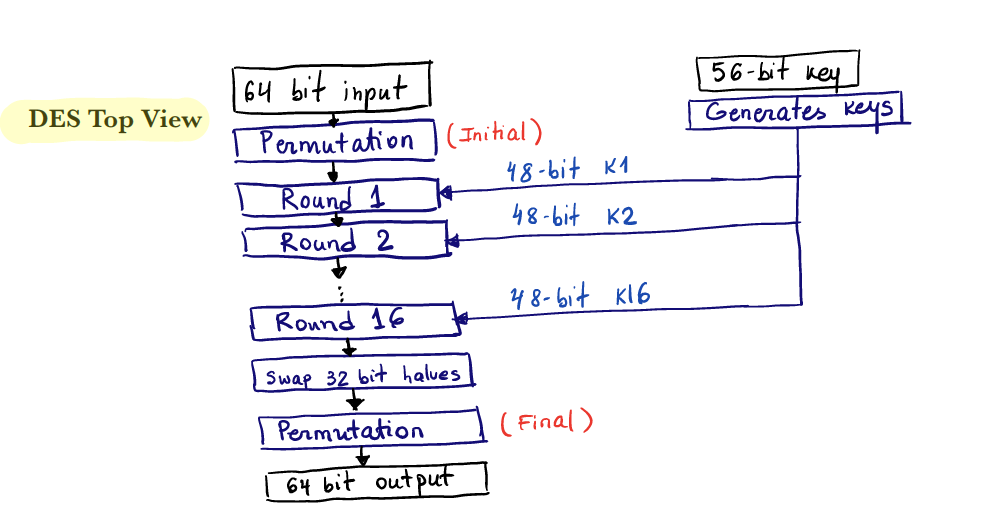 64 bit input
56-bit key
DES Top View
Generates keys
Permutation (Initial)
48-bit K1
Round 1
48-bit K2
Round 2
⋮
48-bit K16
Round 16
Swap 32 bit halves
Permutation (Final)
64 bit output